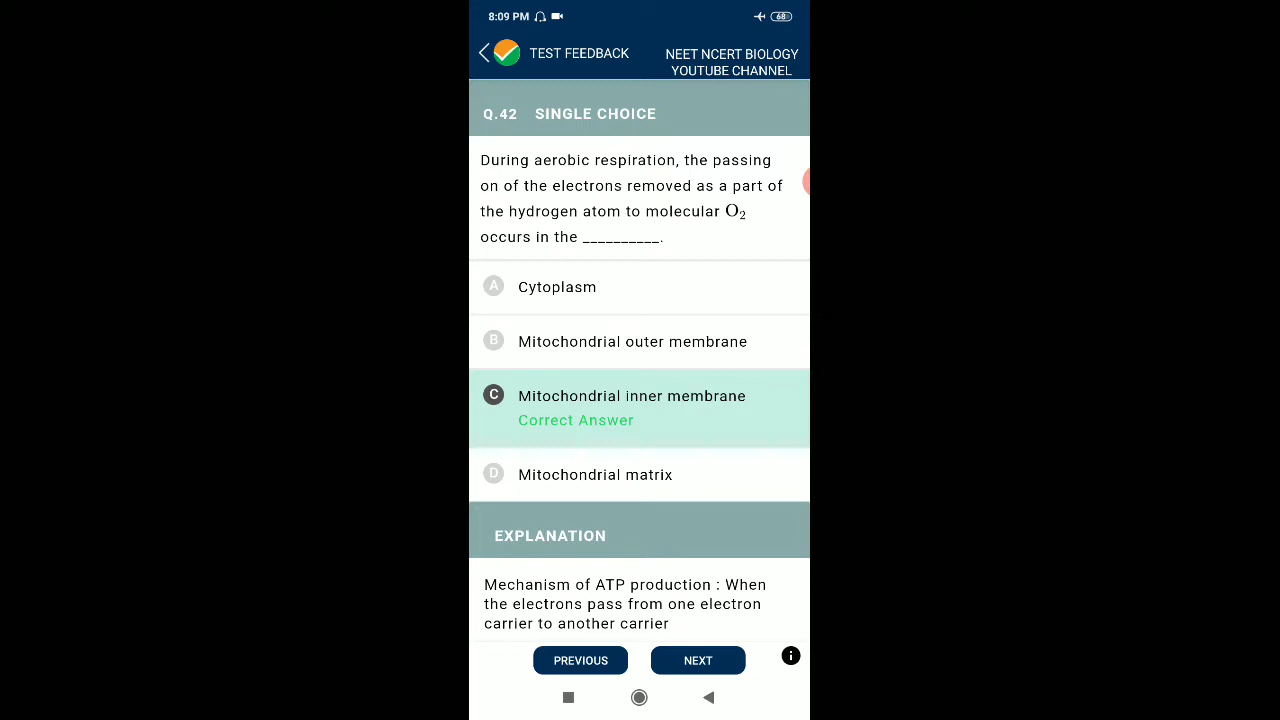 8:09 PM 68
TEST FEEDBACK
NEET NCERT BIOLOGY
YOUTUBE CHANNEL
Q.42 SINGLE CHOICE
During aerobic respiration, the passing
on of the electrons removed as a part of
the hydrogen atom to molecular O₂
occurs in the __________.
A Cytoplasm
B Mitochondrial outer membrane
C Mitochondrial inner membrane
Correct Answer
D Mitochondrial matrix
EXPLANATION
Mechanism of ATP production : When
the electrons pass from one electron
carrier to another carrier
PREVIOUS NEXT i